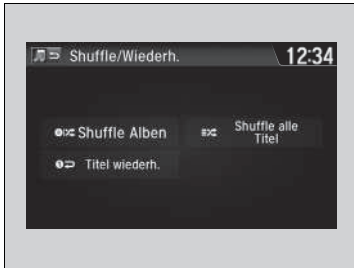 Shuffle/Wiederh.
12:34
Shuffle Alben
Shuffle alle
Titel
Titel wiederh.